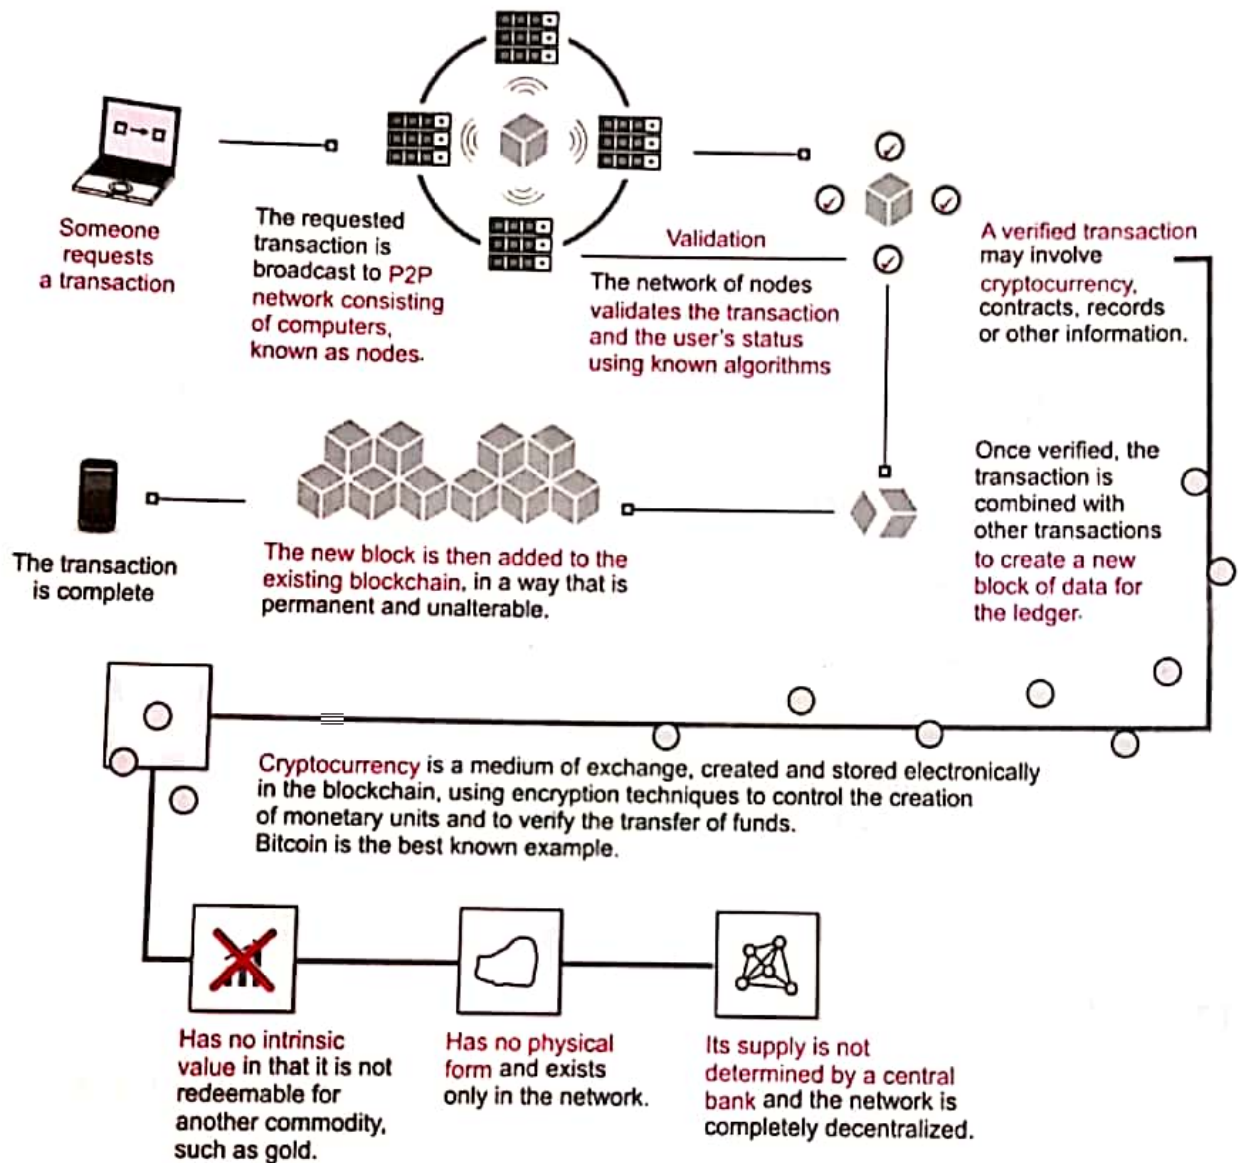 Someone
requests
a transaction
The requested
transaction is
broadcast to P2P
network consisting
of computers,
known as nodes.
Validation
The network of nodes
validates the transaction
and the user's status
using known algorithms
A verified transaction
may involve
cryptocurrency,
contracts, records
or other information.
Once verified, the
transaction is
combined with
other transactions
to create a new
block of data for
the ledger.
The new block is then added to the
existing blockchain, in a way that is
permanent and unalterable.
The transaction
is complete
Cryptocurrency is a medium of exchange, created and stored electronically
in the blockchain, using encryption techniques to control the creation
of monetary units and to verify the transfer of funds.
Bitcoin is the best known example.
Has no intrinsic
value in that it is not
redeemable for
another commodity,
such as gold.
Has no physical
form and exists
only in the network.
Its supply is not
determined by a central
bank and the network is
completely decentralized.